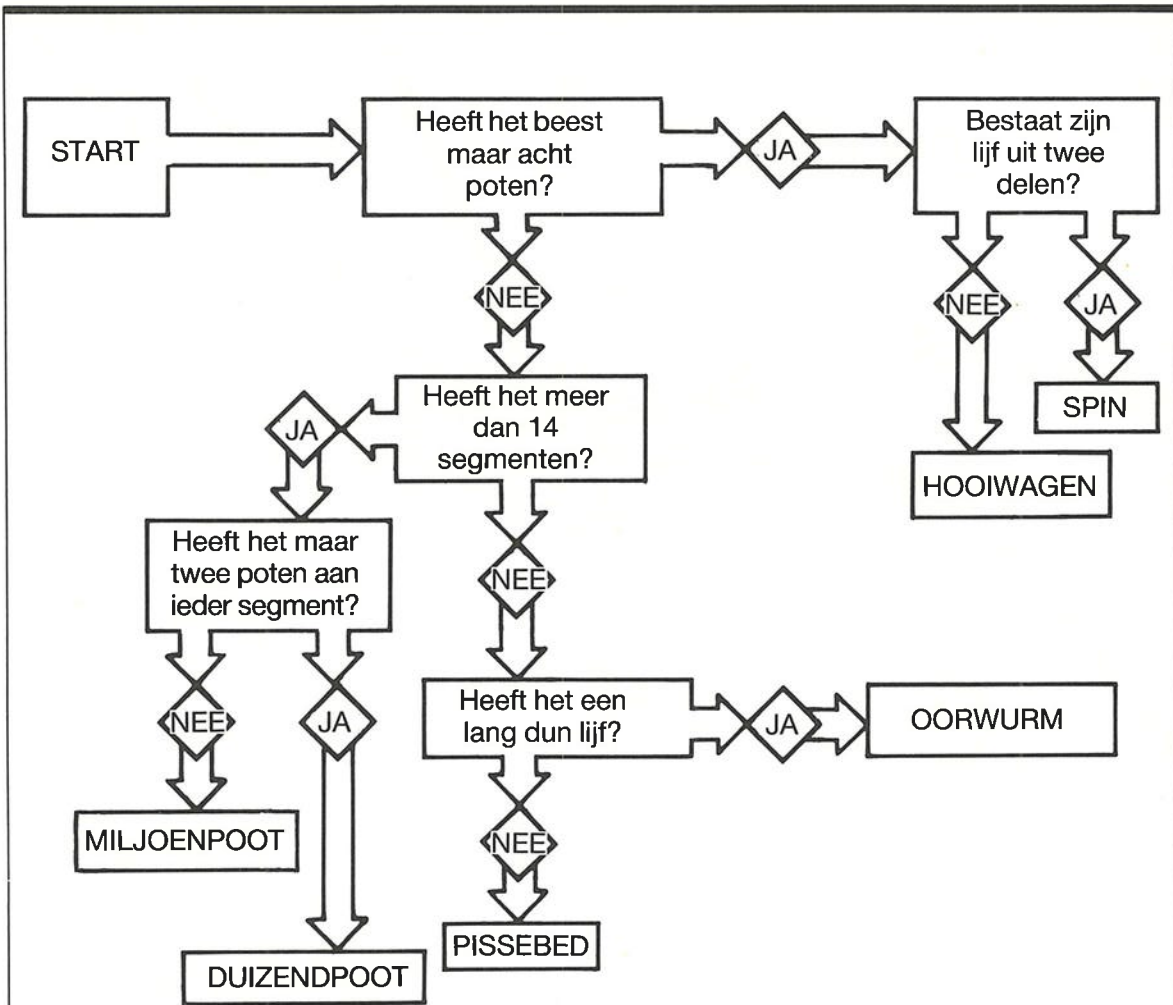 START
Heeft het beest
maar acht
poten?
JA
Bestaat zijn
lijf uit twee
delen?
NEE
NEE
JA
SPIN
HOOIWAGEN
Heeft het meer
dan 14
segmenten?
JA
Heeft het maar
twee poten aan
ieder segment?
NEE
NEE
JA
MILJOENPOOT
DUIZENDPOOT
Heeft het een
lang dun lijf?
JA
OORWURM
NEE
PISSEBED